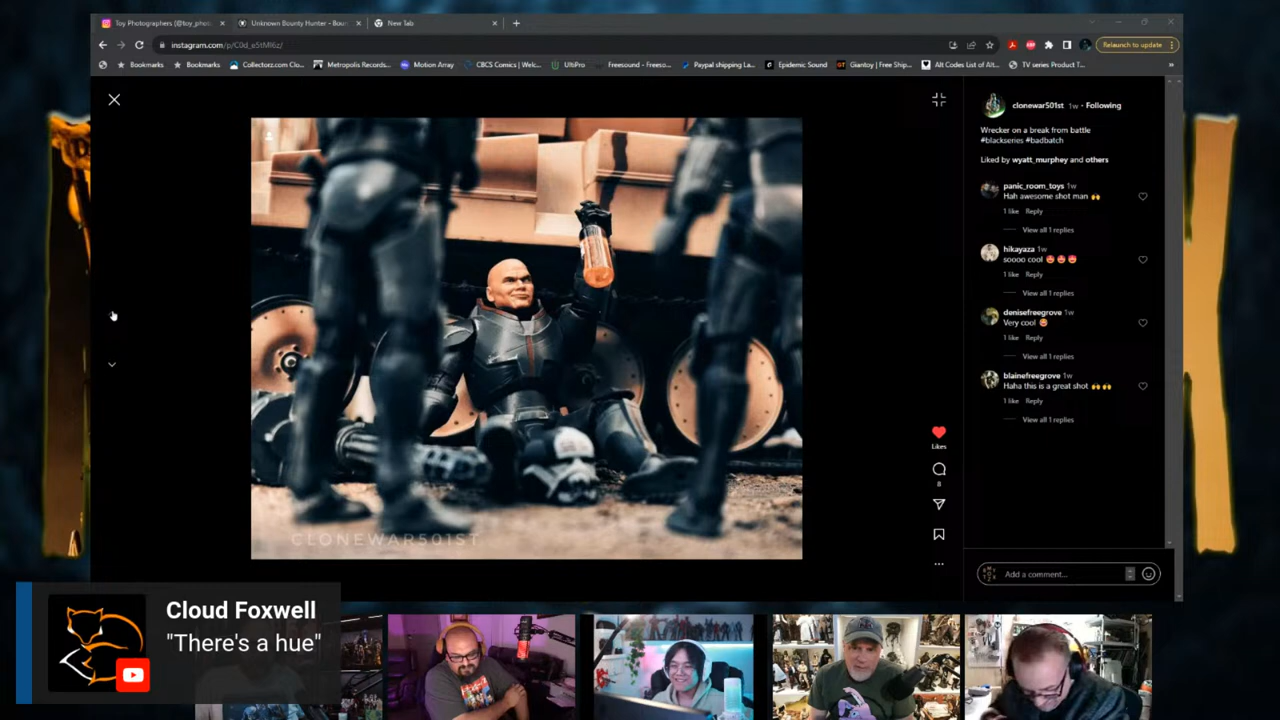 Toy Photographers (@toy_phot
Unknown Bounty Hunter - Bou
New Tab
instagram.com/p/
Relaunch to update
Bookmarks
Bookmarks
Collectorz.com Clo...
Metropolis Records...
Motion Array
CBCS Comics | Welc...
UltiPro
Freesound - Freeso...
Paypal shipping La...
Epidemic Sound
Giantoy | Free Ship...
Alt Codes List of Alt...
TV series Product T...
clonewar501st 1w • Following
Wrecker on a break from battle
#blackseries #badbatch
Liked by wyatt_murphey and others
panic_room_toys 1w
Hah awesome shot man 🙌
1 like Reply
View all 1 replies
hikayaza 1w
soooo cool 😍😍😍
1 like Reply
View all 1 replies
denisefreegrove 1w
Very cool
1 like Reply
View all 1 replies
blainefreegrove 1w
Haha this is a great shot 🙌🙌
1 like Reply
View all 1 replies
Likes
8
CLONEWAR501ST
Add a comment...
Cloud Foxwell
"There's a hue"